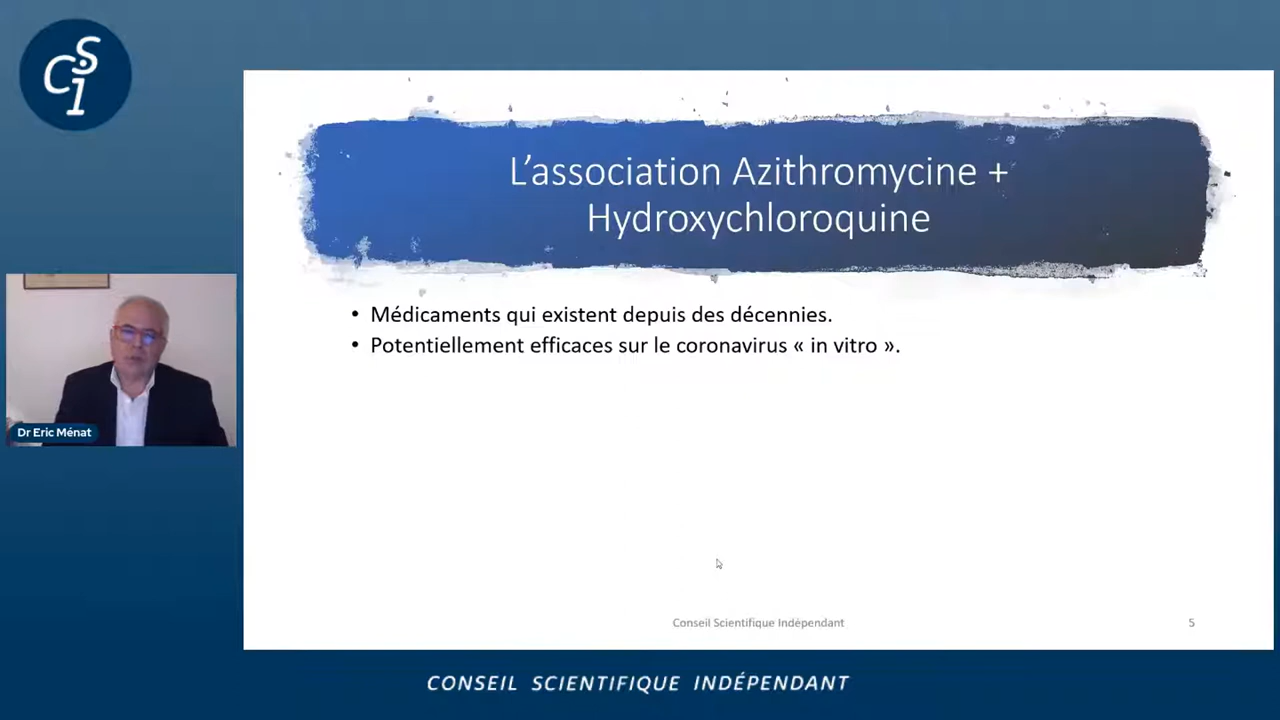 CSI
L'association Azithromycine +
Hydroxychloroquine
• Médicaments qui existent depuis des décennies.
• Potentiellement efficaces sur le coronavirus « in vitro ».
Dr Eric Ménat
Conseil Scientifique Indépendant
5
CONSEIL SCIENTIFIQUE INDÉPENDANT